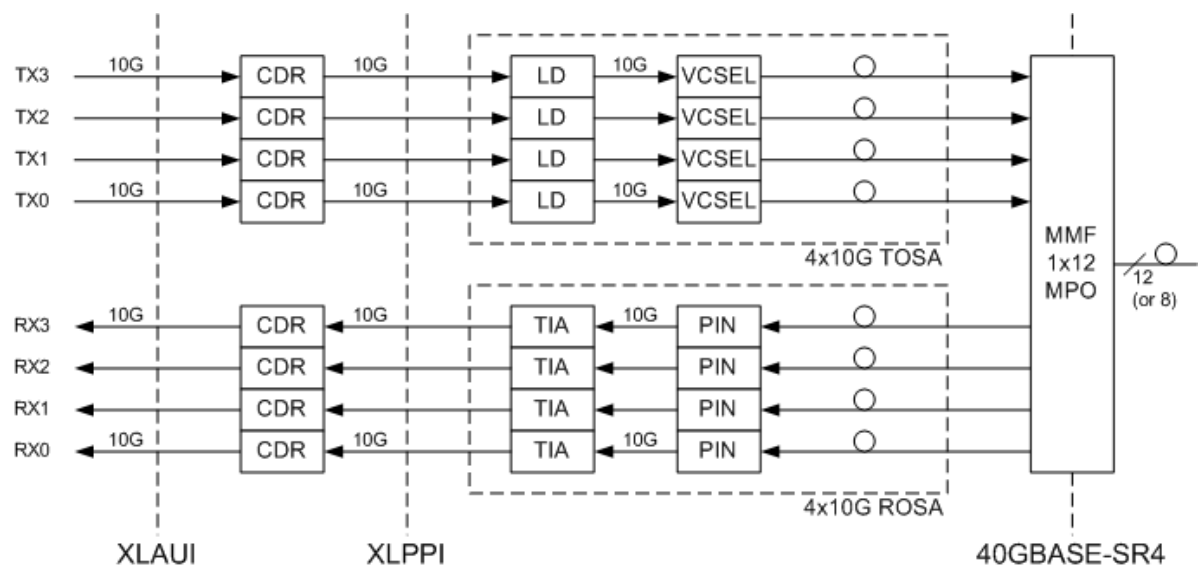 TX3 10G CDR 10G LD 10G VCSEL
TX2 CDR LD VCSEL
TX1 CDR LD VCSEL
TX0 10G CDR 10G LD 10G VCSEL
4x10G TOSA
MMF
1x12
MPO
12
(or 8)
RX3 10G CDR 10G TIA 10G PIN
RX2 CDR TIA PIN
RX1 CDR TIA PIN
RX0 10G CDR 10G TIA 10G PIN
4x10G ROSA
XLAUI XLPPI 40GBASE-SR4